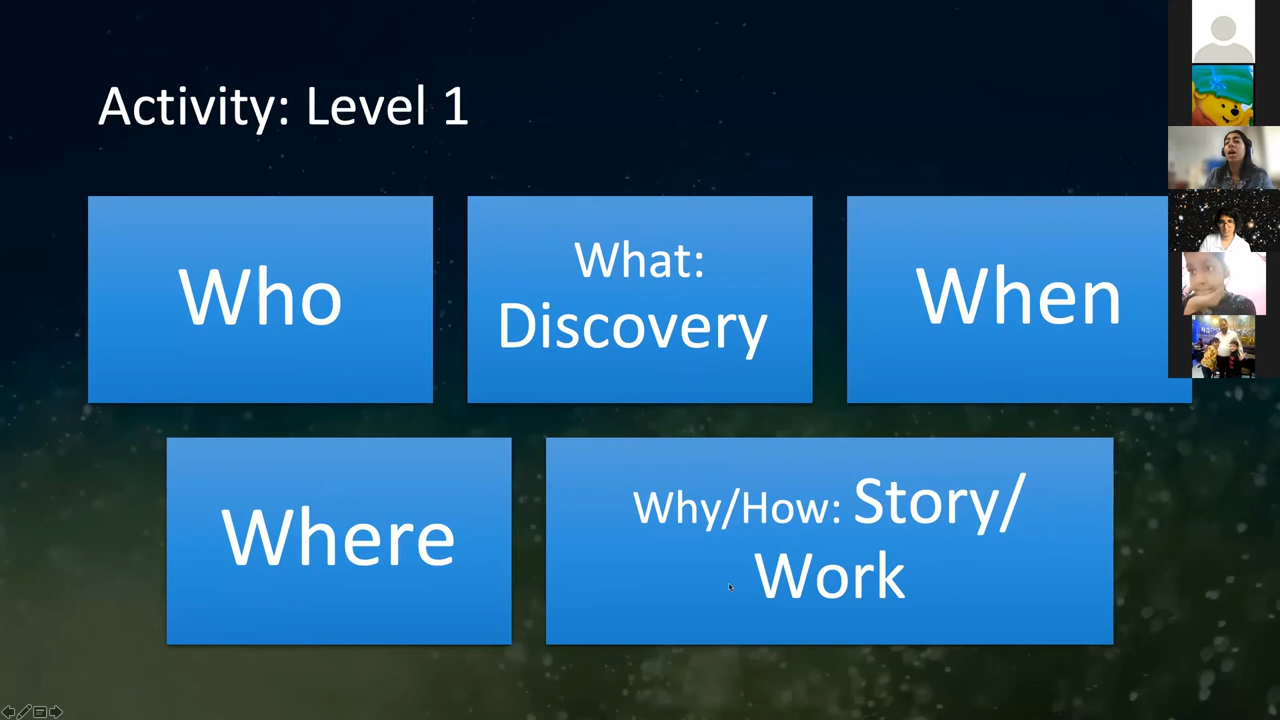 Activity: Level 1
Who
What:
Discovery
When
Where
Why/How: Story/
Work